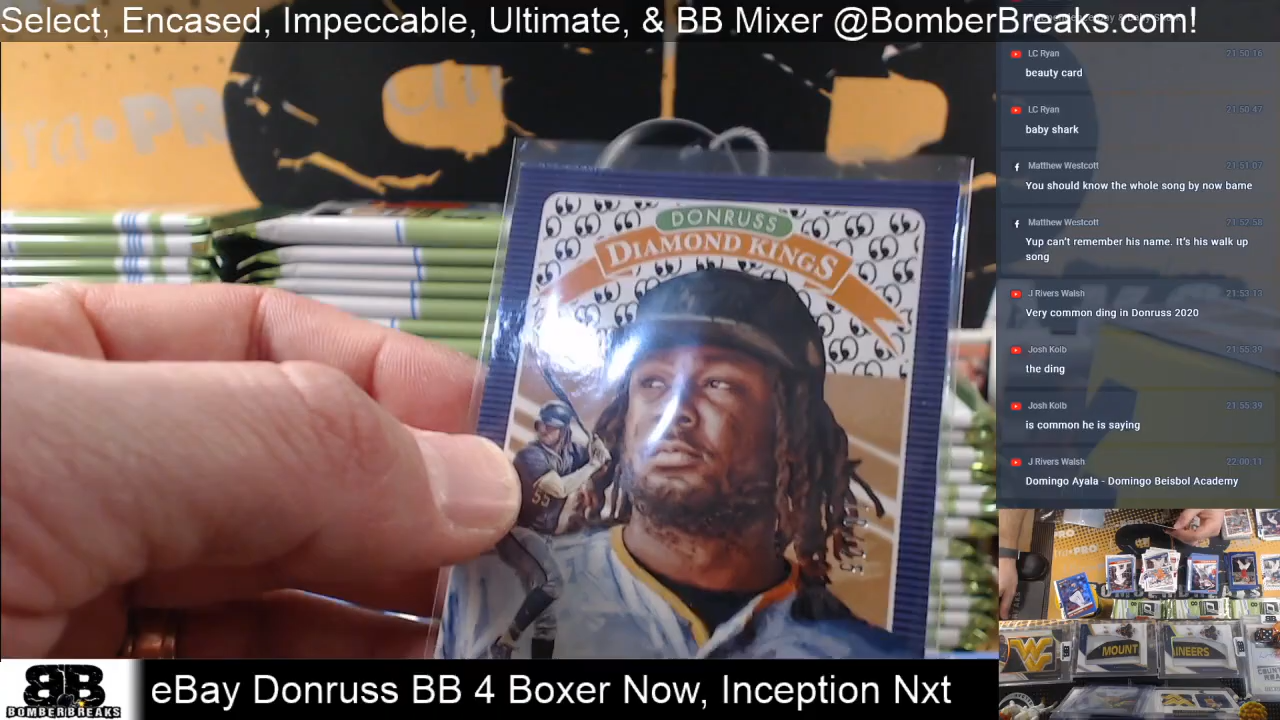 Select, Encased, Impeccable, Ultimate, & BB Mixer @BomberBreaks.com!
LC Ryan 21:50:16
beauty card
LC Ryan 21:50:47
baby shark
Matthew Westcott 21:51:07
You should know the whole song by now bame
Matthew Westcott 21:52:58
Yup can't remember his name. It's his walk up
song
J Rivers Walsh 21:53:13
Very common ding in Donruss 2020
Josh Kolb 21:55:39
the ding
Josh Kolb 21:55:39
is common he is saying
J Rivers Walsh 22:00:11
Domingo Ayala - Domingo Beisbol Academy
DONRUSS
DIAMOND KINGS
55
PRO
MOUNT
INEERS
BB
BOMBERBREAKS
eBay Donruss BB 4 Boxer Now, Inception Nxt